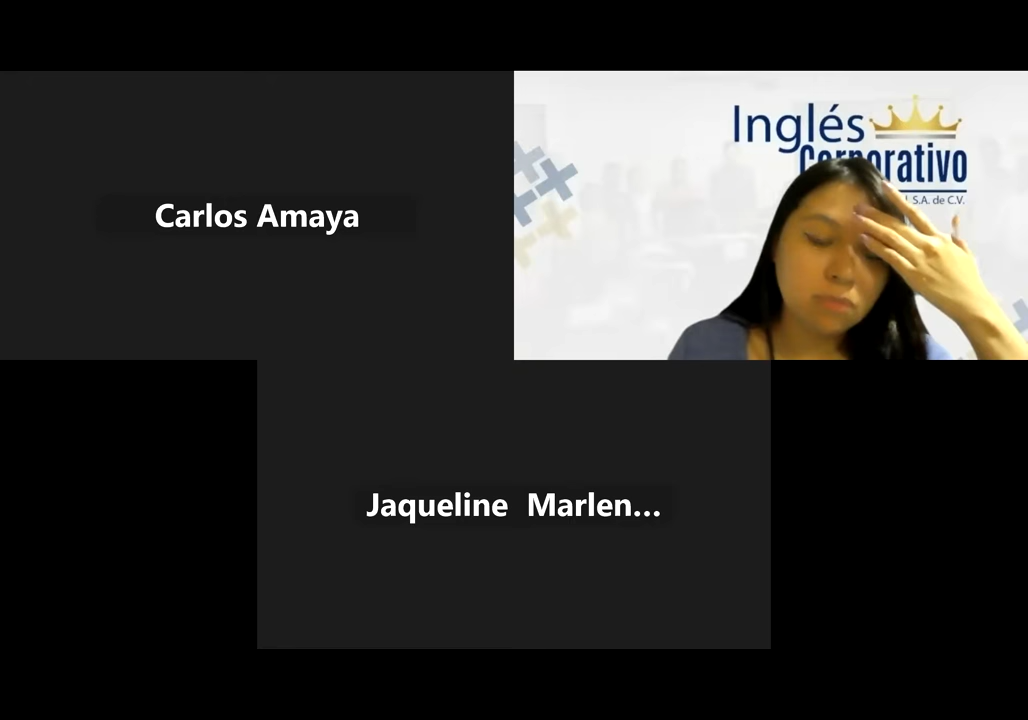 Carlos Amaya
Inglés
Corporativo
S.A. de C.V.
Jaqueline Marlen...